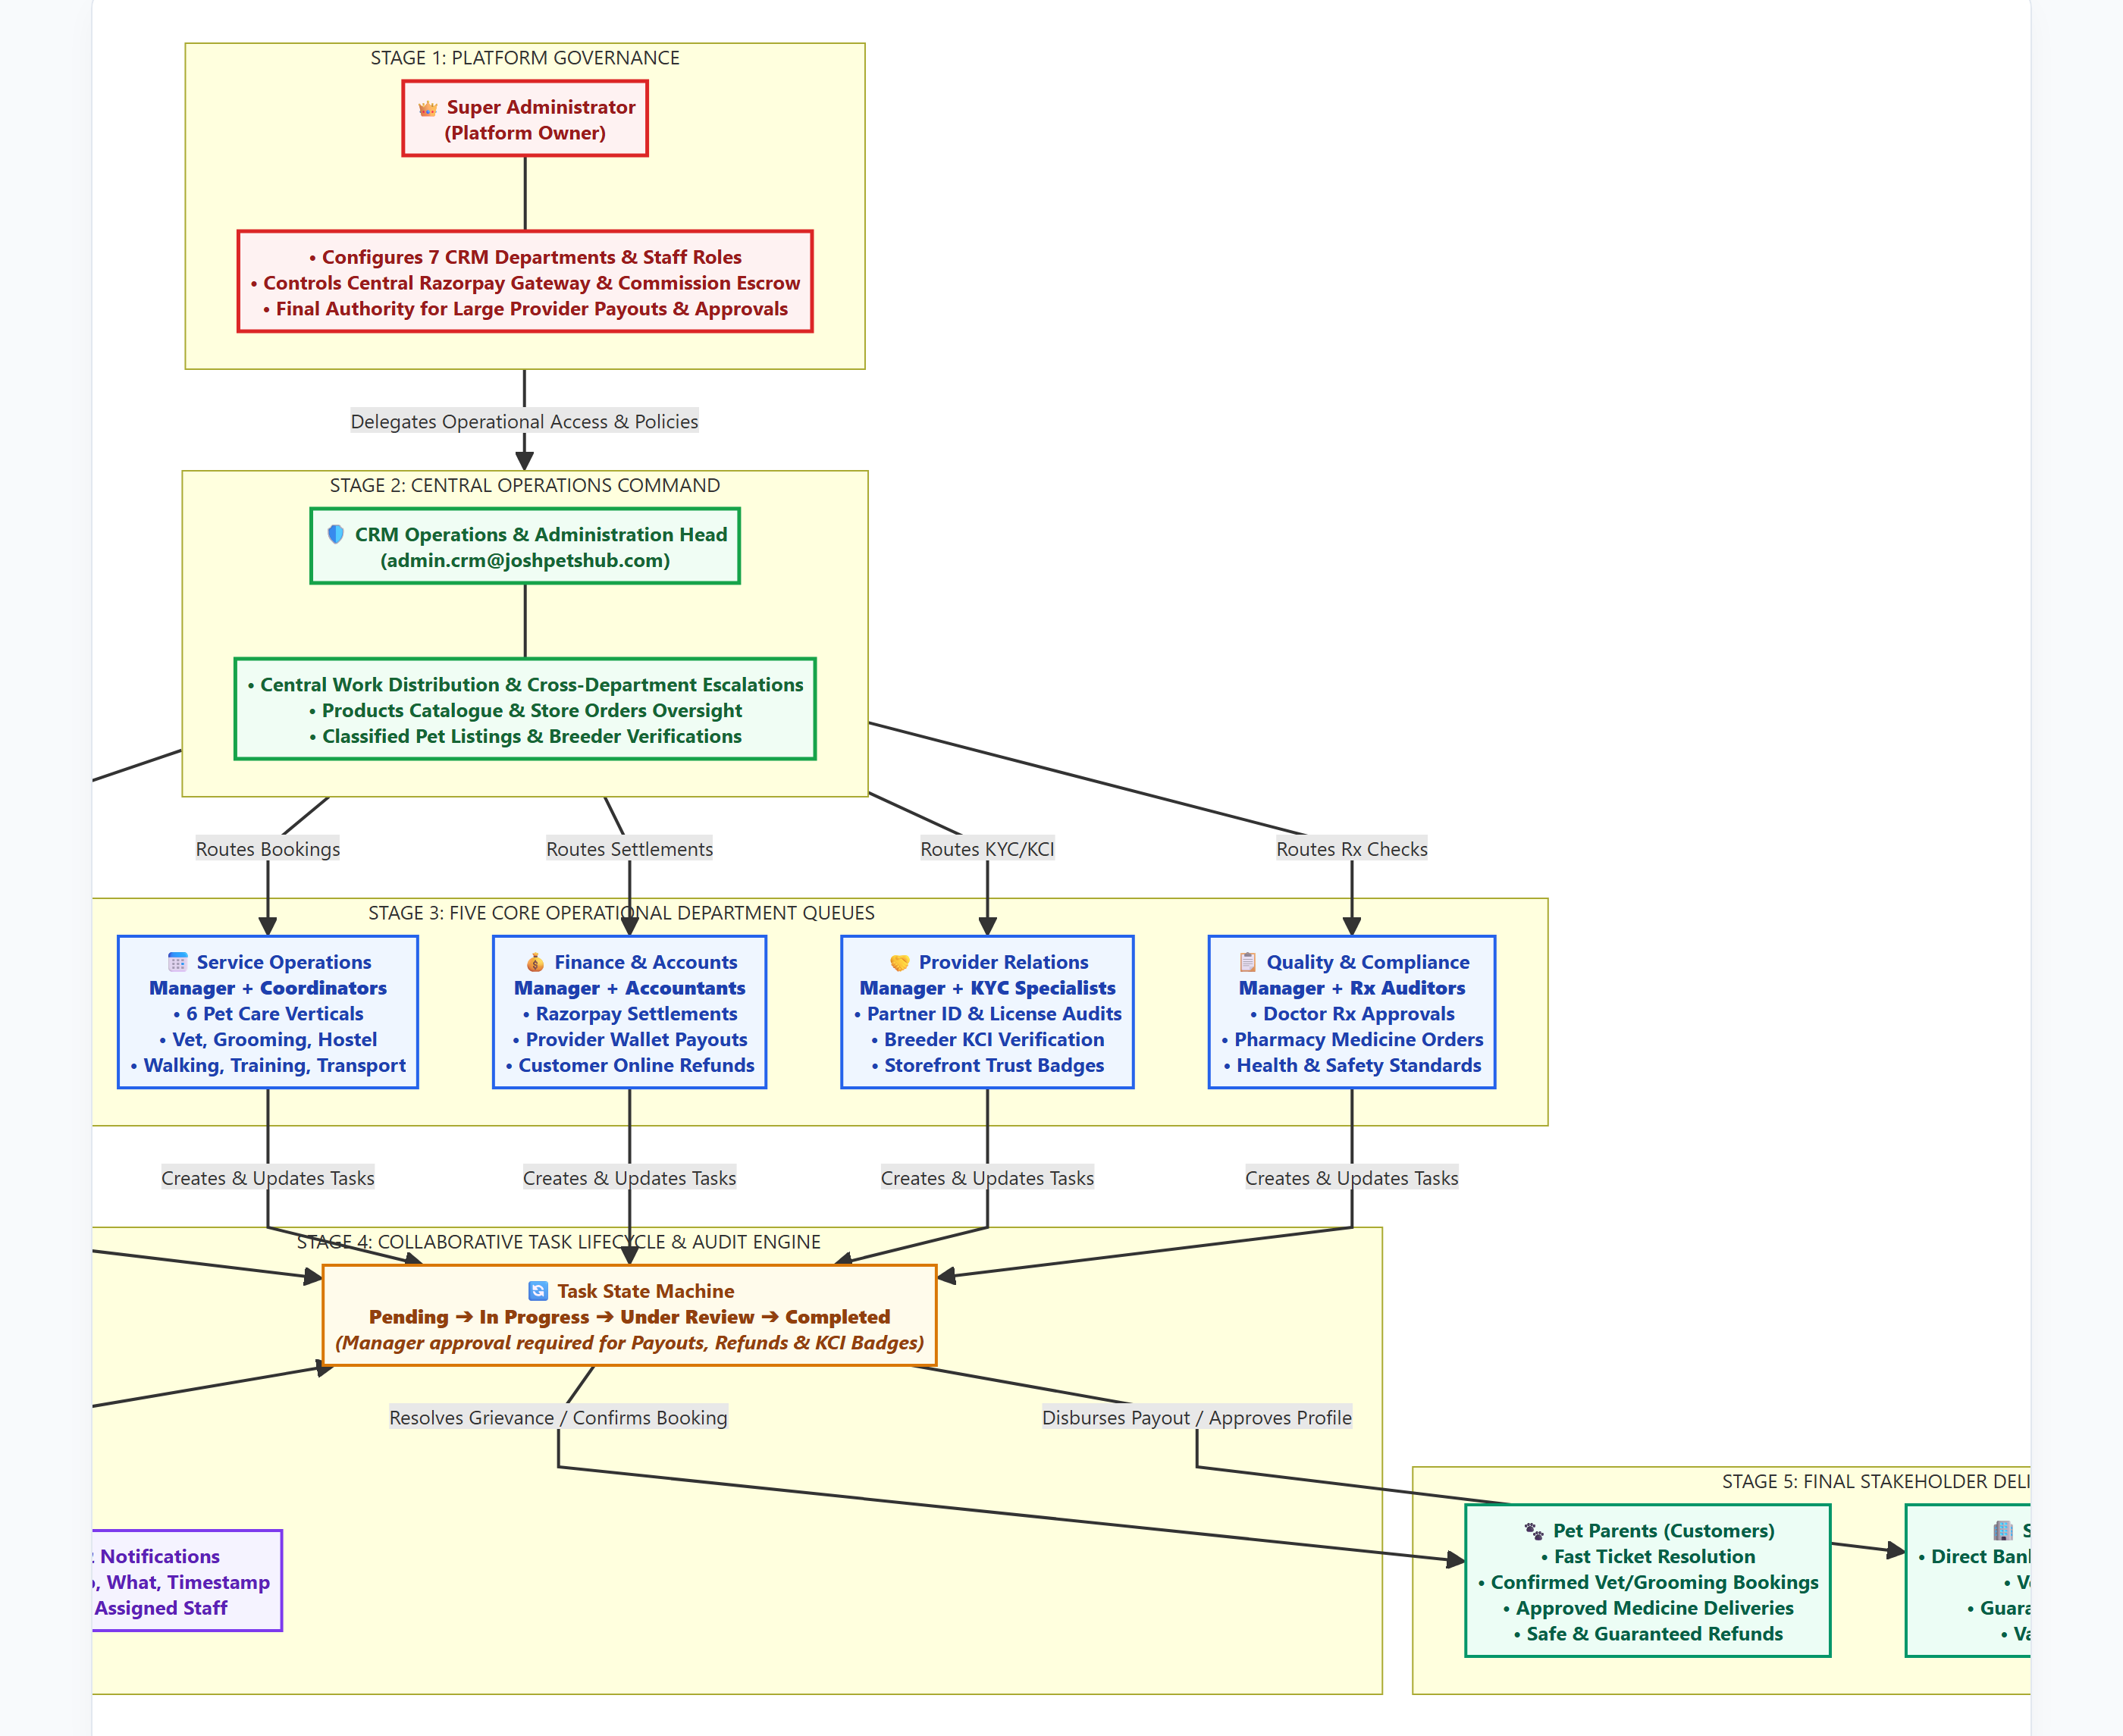 STAGE 1: PLATFORM GOVERNANCE
👑 Super Administrator
(Platform Owner)
• Configures 7 CRM Departments & Staff Roles
• Controls Central Razorpay Gateway & Commission Escrow
• Final Authority for Large Provider Payouts & Approvals
Delegates Operational Access & Policies
STAGE 2: CENTRAL OPERATIONS COMMAND
🛡️ CRM Operations & Administration Head
(admin.crm@joshpetshub.com)
• Central Work Distribution & Cross-Department Escalations
• Products Catalogue & Store Orders Oversight
• Classified Pet Listings & Breeder Verifications
Routes Bookings
Routes Settlements
Routes KYC/KCI
Routes Rx Checks
STAGE 3: FIVE CORE OPERATIONAL DEPARTMENT QUEUES
🗓️ Service Operations
Manager + Coordinators
• 6 Pet Care Verticals
• Vet, Grooming, Hostel
• Walking, Training, Transport
💰 Finance & Accounts
Manager + Accountants
• Razorpay Settlements
• Provider Wallet Payouts
• Customer Online Refunds
🤝 Provider Relations
Manager + KYC Specialists
• Partner ID & License Audits
• Breeder KCI Verification
• Storefront Trust Badges
📋 Quality & Compliance
Manager + Rx Auditors
• Doctor Rx Approvals
• Pharmacy Medicine Orders
• Health & Safety Standards
Creates & Updates Tasks
Creates & Updates Tasks
Creates & Updates Tasks
Creates & Updates Tasks
STAGE 4: COLLABORATIVE TASK LIFECYCLE & AUDIT ENGINE
🔄 Task State Machine
Pending ➔ In Progress ➔ Under Review ➔ Completed
(Manager approval required for Payouts, Refunds & KCI Badges)
Resolves Grievance / Confirms Booking
Disburses Payout / Approves Profile
Notifications
, What, Timestamp
Assigned Staff
STAGE 5: FINAL STAKEHOLDER
🐾 Pet Parents (Customers)
• Fast Ticket Resolution
• Confirmed Vet/Grooming Bookings
• Approved Medicine Deliveries
• Safe & Guaranteed Refunds
• Direct